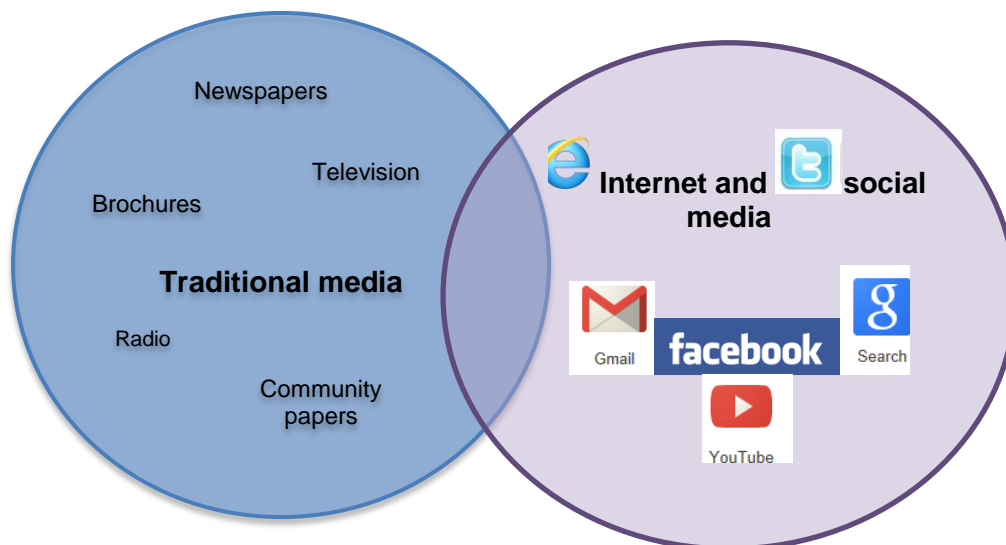 Newspapers
Television
Brochures
Traditional media
Radio
Community
papers
Internet and social
media
Gmail
facebook
Search
YouTube